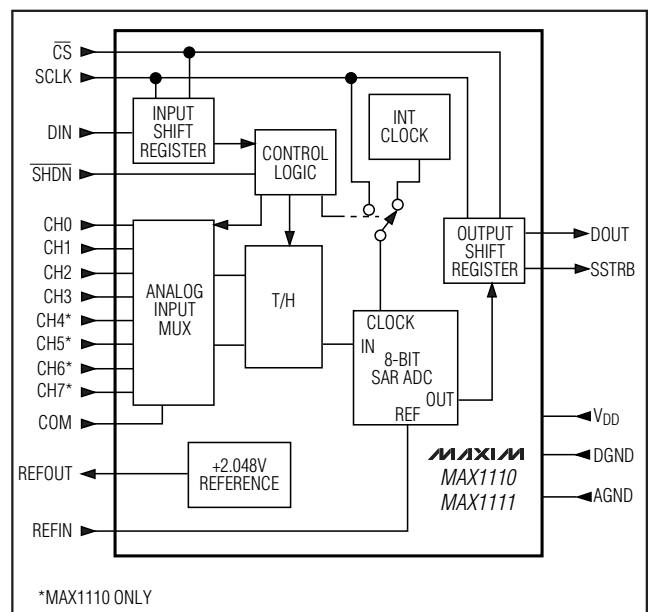 C̅S̅
SCLK
DIN
S̅H̅D̅N̅
CH0
CH1
CH2
CH3
CH4*
CH5*
CH6*
CH7*
COM
REFOUT
REFIN
INPUT
SHIFT
REGISTER
CONTROL
LOGIC
INT
CLOCK
ANALOG
INPUT
MUX
T/H
CLOCK
IN
8-BIT
SAR ADC
OUT
REF
OUTPUT
SHIFT
REGISTER
+2.048V
REFERENCE
DOUT
SSTRB
VDD
DGND
AGND
MAXIM
MAX1110
MAX1111
*MAX1110 ONLY